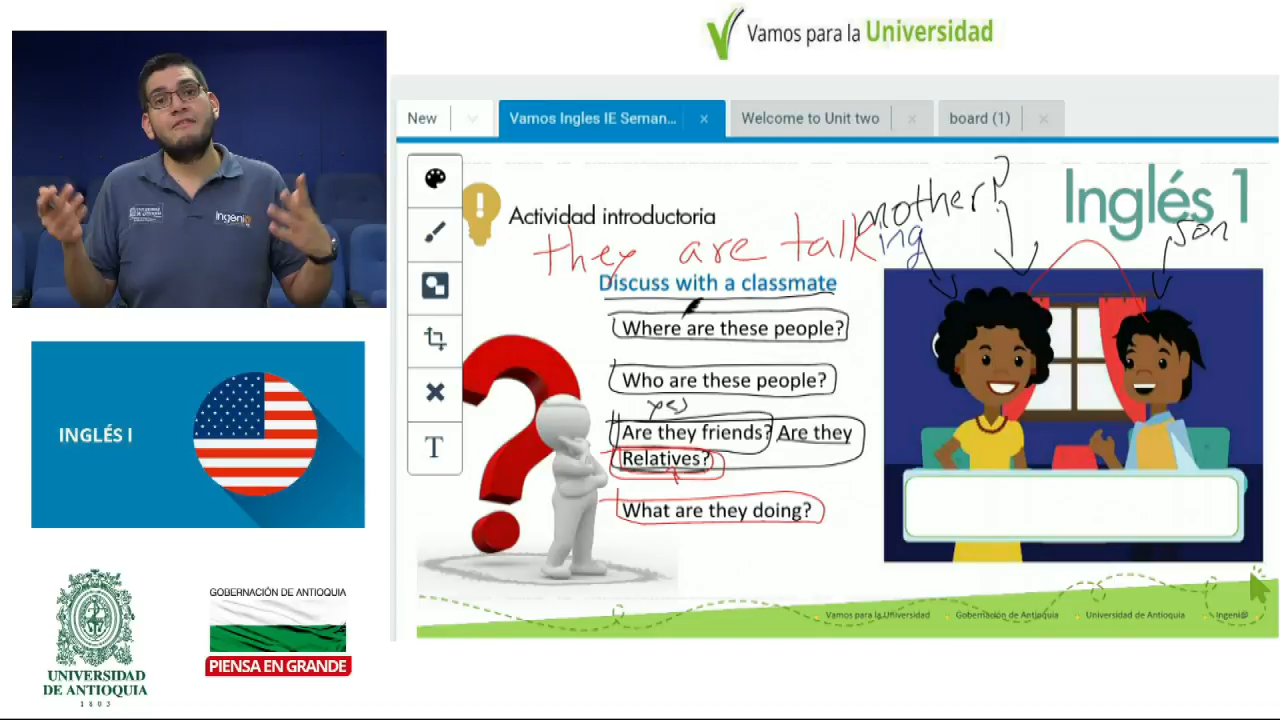 Vamos para la Universidad
New
Vamos Ingles IE Seman...
×
Welcome to Unit two
×
board (1)
×
Ingeni@
Actividad introductoria
Inglés 1
mother?
son
they are talking
Discuss with a classmate
Where are these people?
Who are these people?
yes
Are they friends? Are they
Relatives?
What are they doing?
T
INGLÉS I
UNIVERSIDAD
DE ANTIOQUIA
1803
GOBERNACIÓN DE ANTIOQUIA
PIENSA EN GRANDE
Vamos para la Universidad
Gobernación de Antioquia
Universidad de Antioquia
Ingeni@